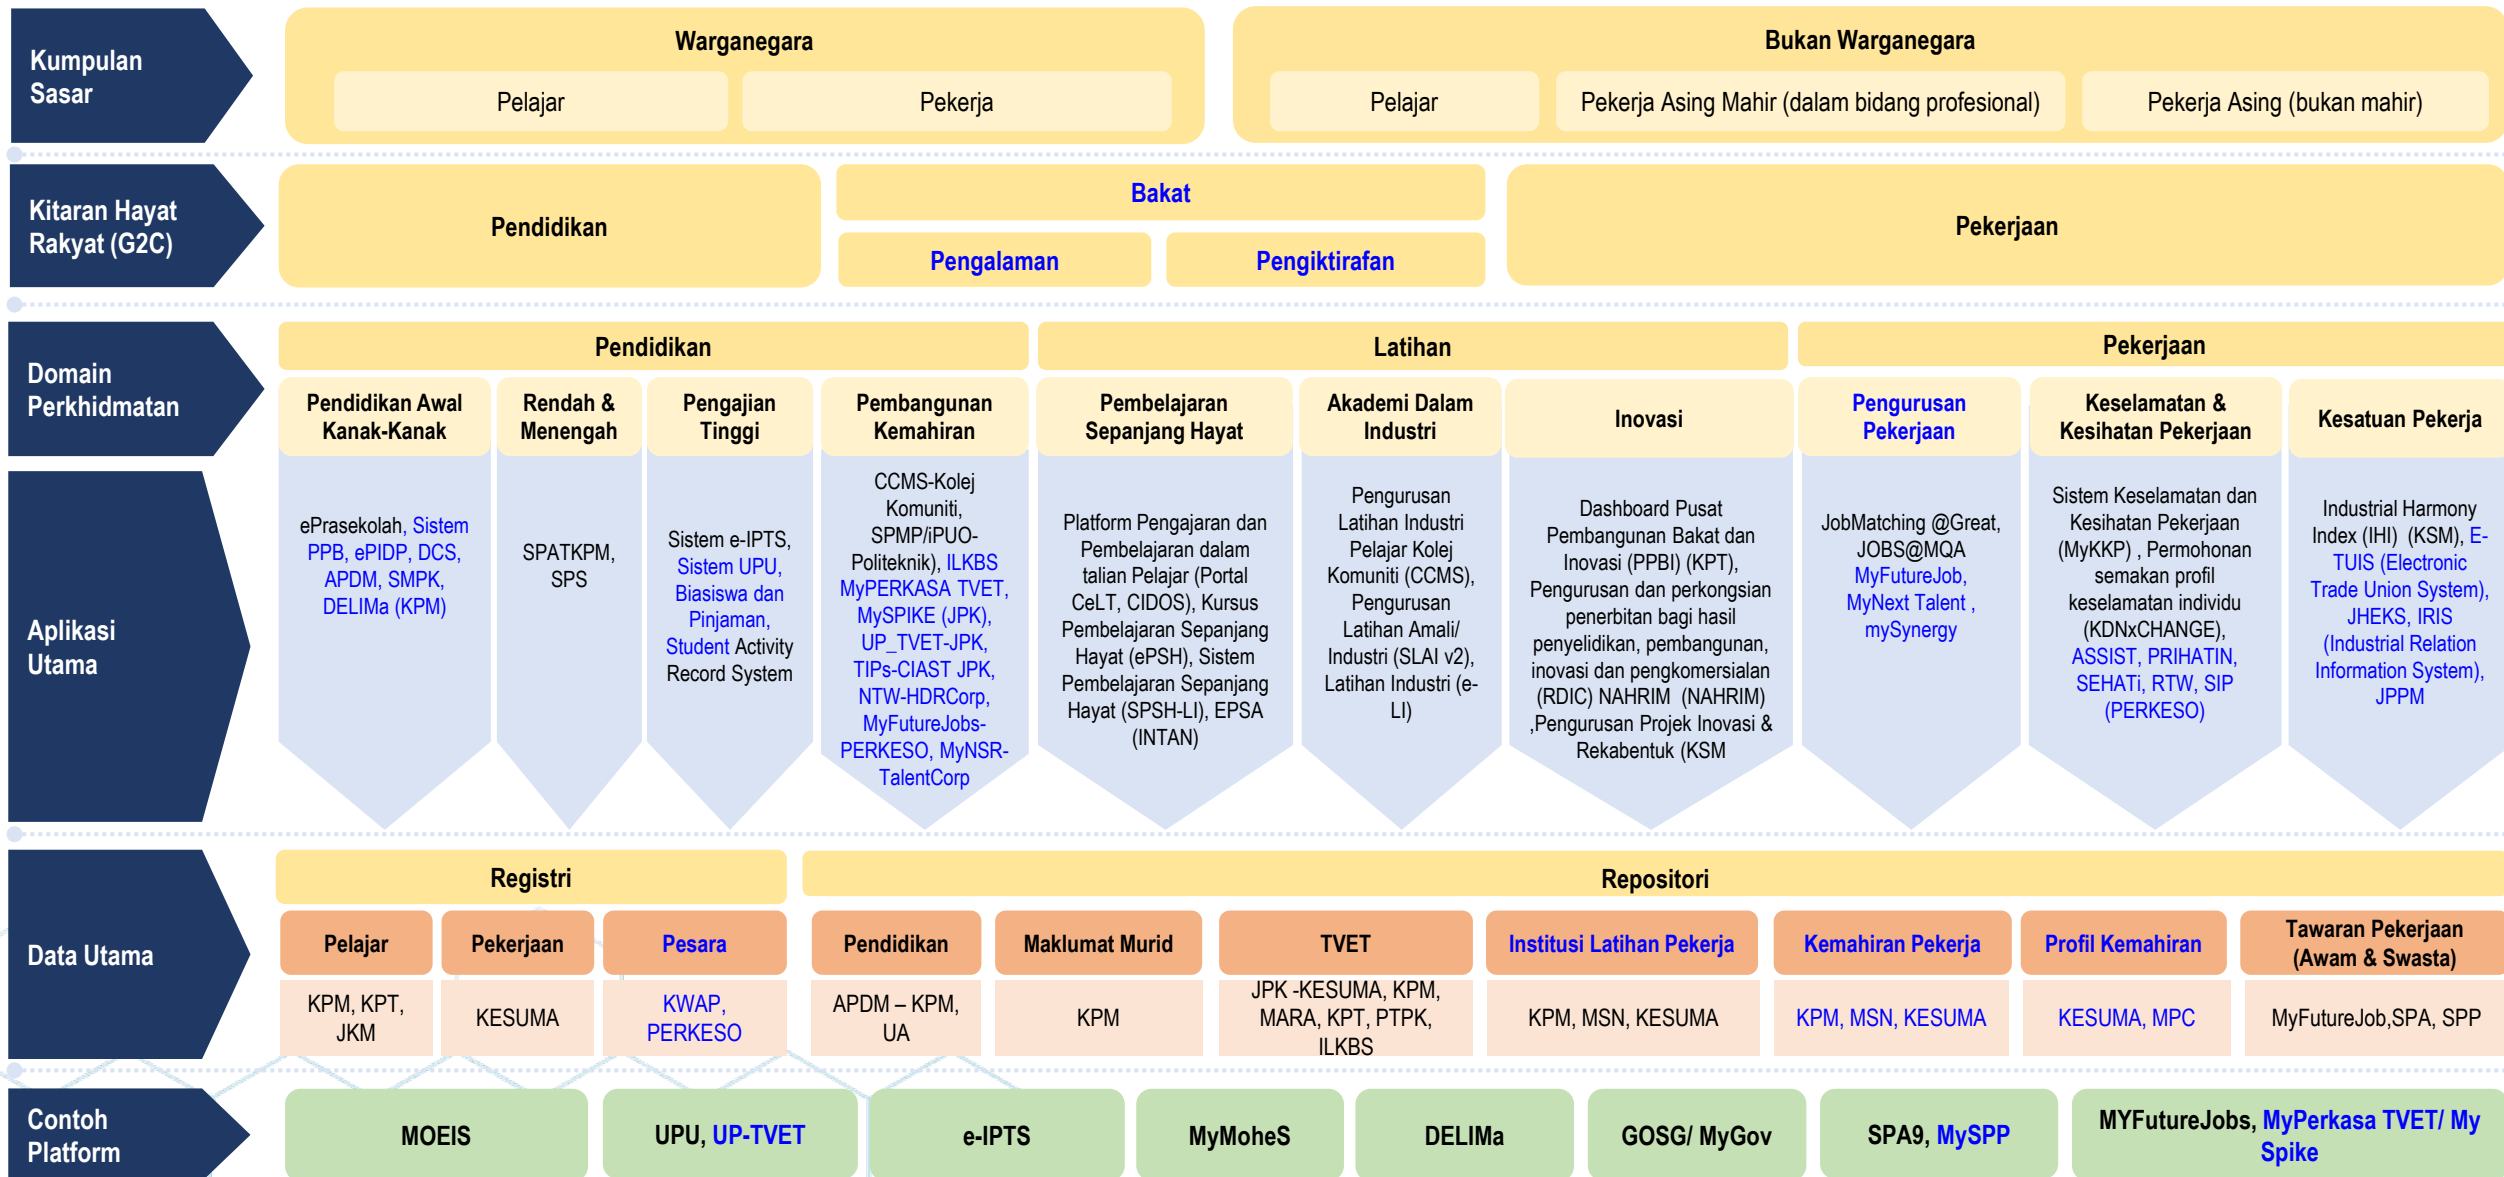 Kumpulan
Sasar
Warganegara
Pelajar
Pekerja
Bukan Warganegara
Pelajar
Pekerja Asing Mahir (dalam bidang profesional)
Pekerja Asing (bukan mahir)
Kitaran Hayat
Rakyat (G2C)
Pendidikan
Bakat
Pengalaman
Pengiktirafan
Pekerjaan
Domain
Perkhidmatan
Pendidikan
Latihan
Pekerjaan
Pendidikan Awal
Kanak-Kanak
Rendah &
Menengah
Pengajian
Tinggi
Pembangunan
Kemahiran
Pembelajaran
Sepanjang Hayat
Akademi Dalam
Industri
Inovasi
Pengurusan
Pekerjaan
Keselamatan &
Kesihatan Pekerjaan
Kesatuan Pekerja
Aplikasi
Utama
ePrasekolah, Sistem
PPB, ePIDP, DCS,
APDM, SMPK,
DELIMa (KPM)
SPATKPM,
SPS
Sistem e-IPTS,
Sistem UPU,
Biasiswa dan
Pinjaman,
Student Activity
Record System
CCMS-Kolej
Komuniti,
SPMP/iPUO-
Politeknik), ILKBS
MyPERKASA TVET,
MySPIKE (JPK),
UP_TVET-JPK,
TIPs-CIAST JPK,
NTW-HDRCorp,
MyFutureJobs-
PERKESO, MyNSR-
TalentCorp
Platform Pengajaran dan
Pembelajaran dalam
talian Pelajar (Portal
CeLT, CIDOS), Kursus
Pembelajaran Sepanjang
Hayat (ePSH), Sistem
Pembelajaran Sepanjang
Hayat (SPSH-LI), EPSA
(INTAN)
Pengurusan
Latihan Industri
Pelajar Kolej
Komuniti (CCMS),
Pengurusan
Latihan Amali/
Industri (SLAI v2),
Latihan Industri (e-
LI)
Dashboard Pusat
Pembangunan Bakat dan
Inovasi (PPBI) (KPT),
Pengurusan dan perkongsian
penerbitan bagi hasil
penyelidikan, pembangunan,
inovasi dan pengkomersialan
(RDIC) NAHRIM (NAHRIM)
,Pengurusan Projek Inovasi &
Rekabentuk (KSM
JobMatching @Great,
JOBS@MQA
MyFutureJob,
MyNext Talent ,
mySynergy
Sistem Keselamatan dan
Kesihatan Pekerjaan
(MyKKP) , Permohonan
semakan profil
keselamatan individu
(KDNxCHANGE),
ASSIST, PRIHATIN,
SEHATi, RTW, SIP
(PERKESO)
Industrial Harmony
Index (IHI) (KSM), E-
TUIS (Electronic
Trade Union System),
JHEKS, IRIS
(Industrial Relation
Information System),
JPPM
Data Utama
Registri
Repositori
Pelajar
Pekerjaan
Pesara
Pendidikan
Maklumat Murid
TVET
Institusi Latihan Pekerja
Kemahiran Pekerja
Profil Kemahiran
Tawaran Pekerjaan
(Awam & Swasta)
KPM, KPT,
JKM
KESUMA
KWAP,
PERKESO
APDM – KPM,
UA
KPM
JPK -KESUMA, KPM,
MARA, KPT, PTPK,
ILKBS
KPM, MSN, KESUMA
KPM, MSN, KESUMA
KESUMA, MPC
MyFutureJob,SPA, SPP
Contoh
Platform
MOEIS
UPU, UP-TVET
e-IPTS
MyMoheS
DELIMa
GOSG/ MyGov
SPA9, MySPP
MYFutureJobs, MyPerkasa TVET/ My
Spike